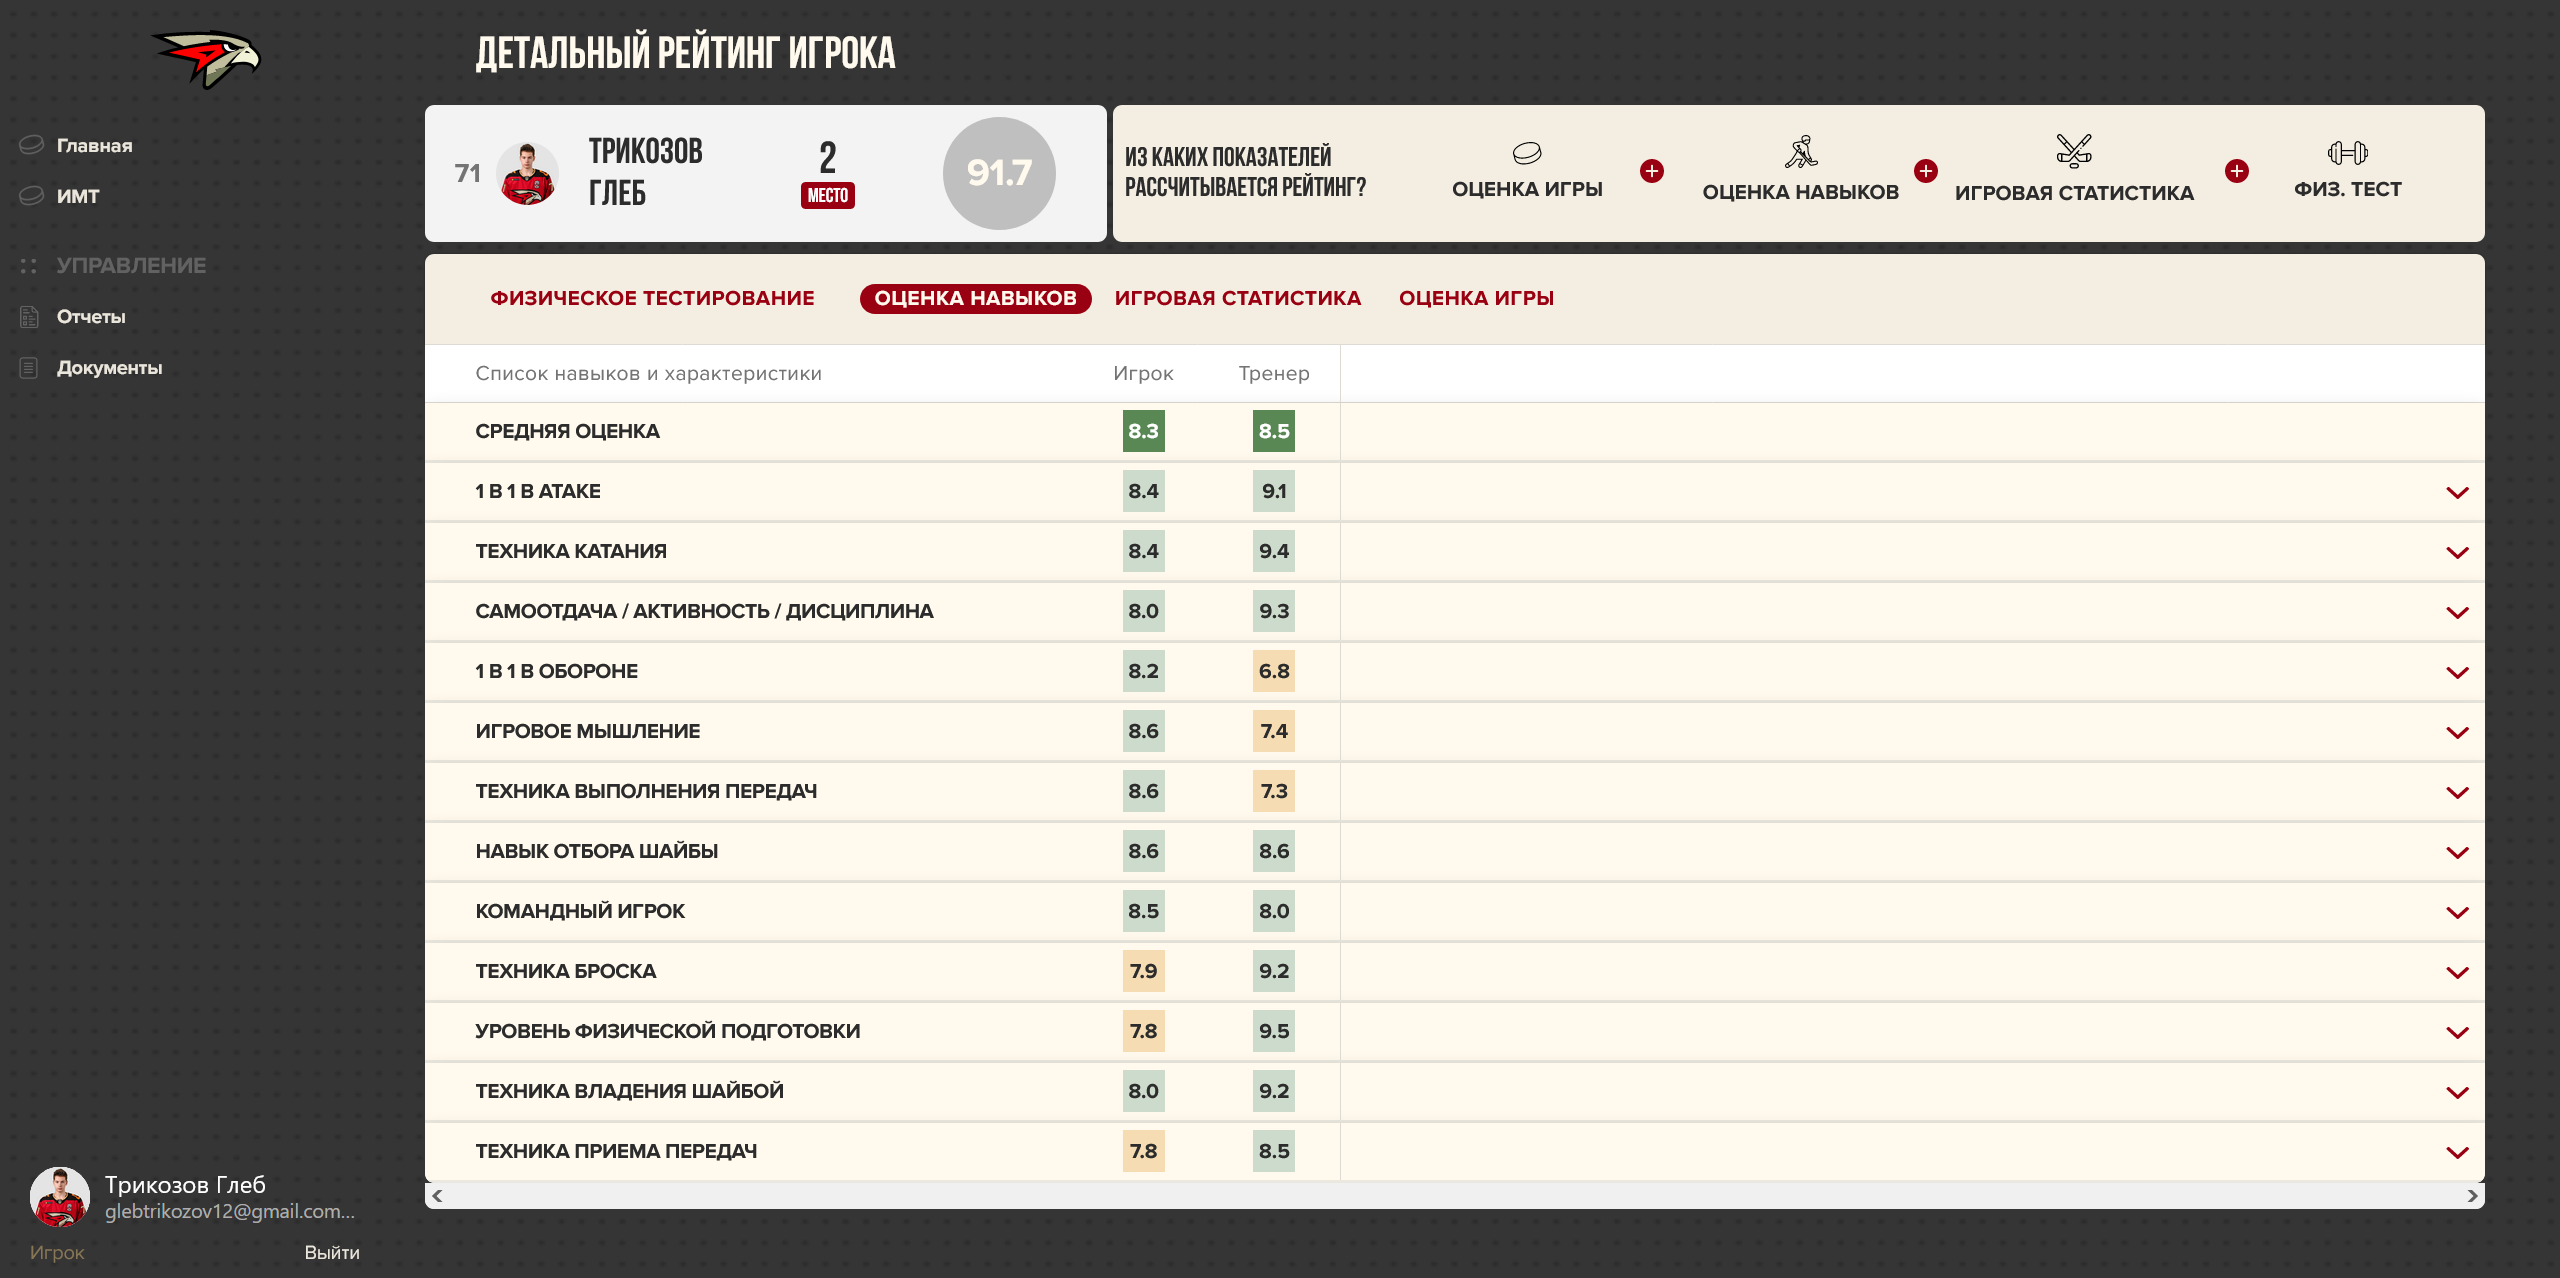 ДЕТАЛЬНЫЙ РЕЙТИНГ ИГРОКА
Главная
ИМТ
УПРАВЛЕНИЕ
Отчеты
Документы
71
ТРИКОЗОВ
ГЛЕБ
2
МЕСТО
91.7
ИЗ КАКИХ ПОКАЗАТЕЛЕЙ
РАССЧИТЫВАЕТСЯ РЕЙТИНГ?
ОЦЕНКА ИГРЫ
ОЦЕНКА НАВЫКОВ
ИГРОВАЯ СТАТИСТИКА
ФИЗ. ТЕСТ
ФИЗИЧЕСКОЕ ТЕСТИРОВАНИЕ ОЦЕНКА НАВЫКОВ ИГРОВАЯ СТАТИСТИКА ОЦЕНКА ИГРЫ
Список навыков и характеристики Игрок Тренер
СРЕДНЯЯ ОЦЕНКА 8.3 8.5
1 В 1 В АТАКЕ 8.4 9.1
ТЕХНИКА КАТАНИЯ 8.4 9.4
САМООТДАЧА / АКТИВНОСТЬ / ДИСЦИПЛИНА 8.0 9.3
1 В 1 В ОБОРОНЕ 8.2 6.8
ИГРОВОЕ МЫШЛЕНИЕ 8.6 7.4
ТЕХНИКА ВЫПОЛНЕНИЯ ПЕРЕДАЧ 8.6 7.3
НАВЫК ОТБОРА ШАЙБЫ 8.6 8.6
КОМАНДНЫЙ ИГРОК 8.5 8.0
ТЕХНИКА БРОСКА 7.9 9.2
УРОВЕНЬ ФИЗИЧЕСКОЙ ПОДГОТОВКИ 7.8 9.5
ТЕХНИКА ВЛАДЕНИЯ ШАЙБОЙ 8.0 9.2
ТЕХНИКА ПРИЕМА ПЕРЕДАЧ 7.8 8.5
Трикозов Глеб
glebtrikozov12@gmail.com...
Игрок Выйти